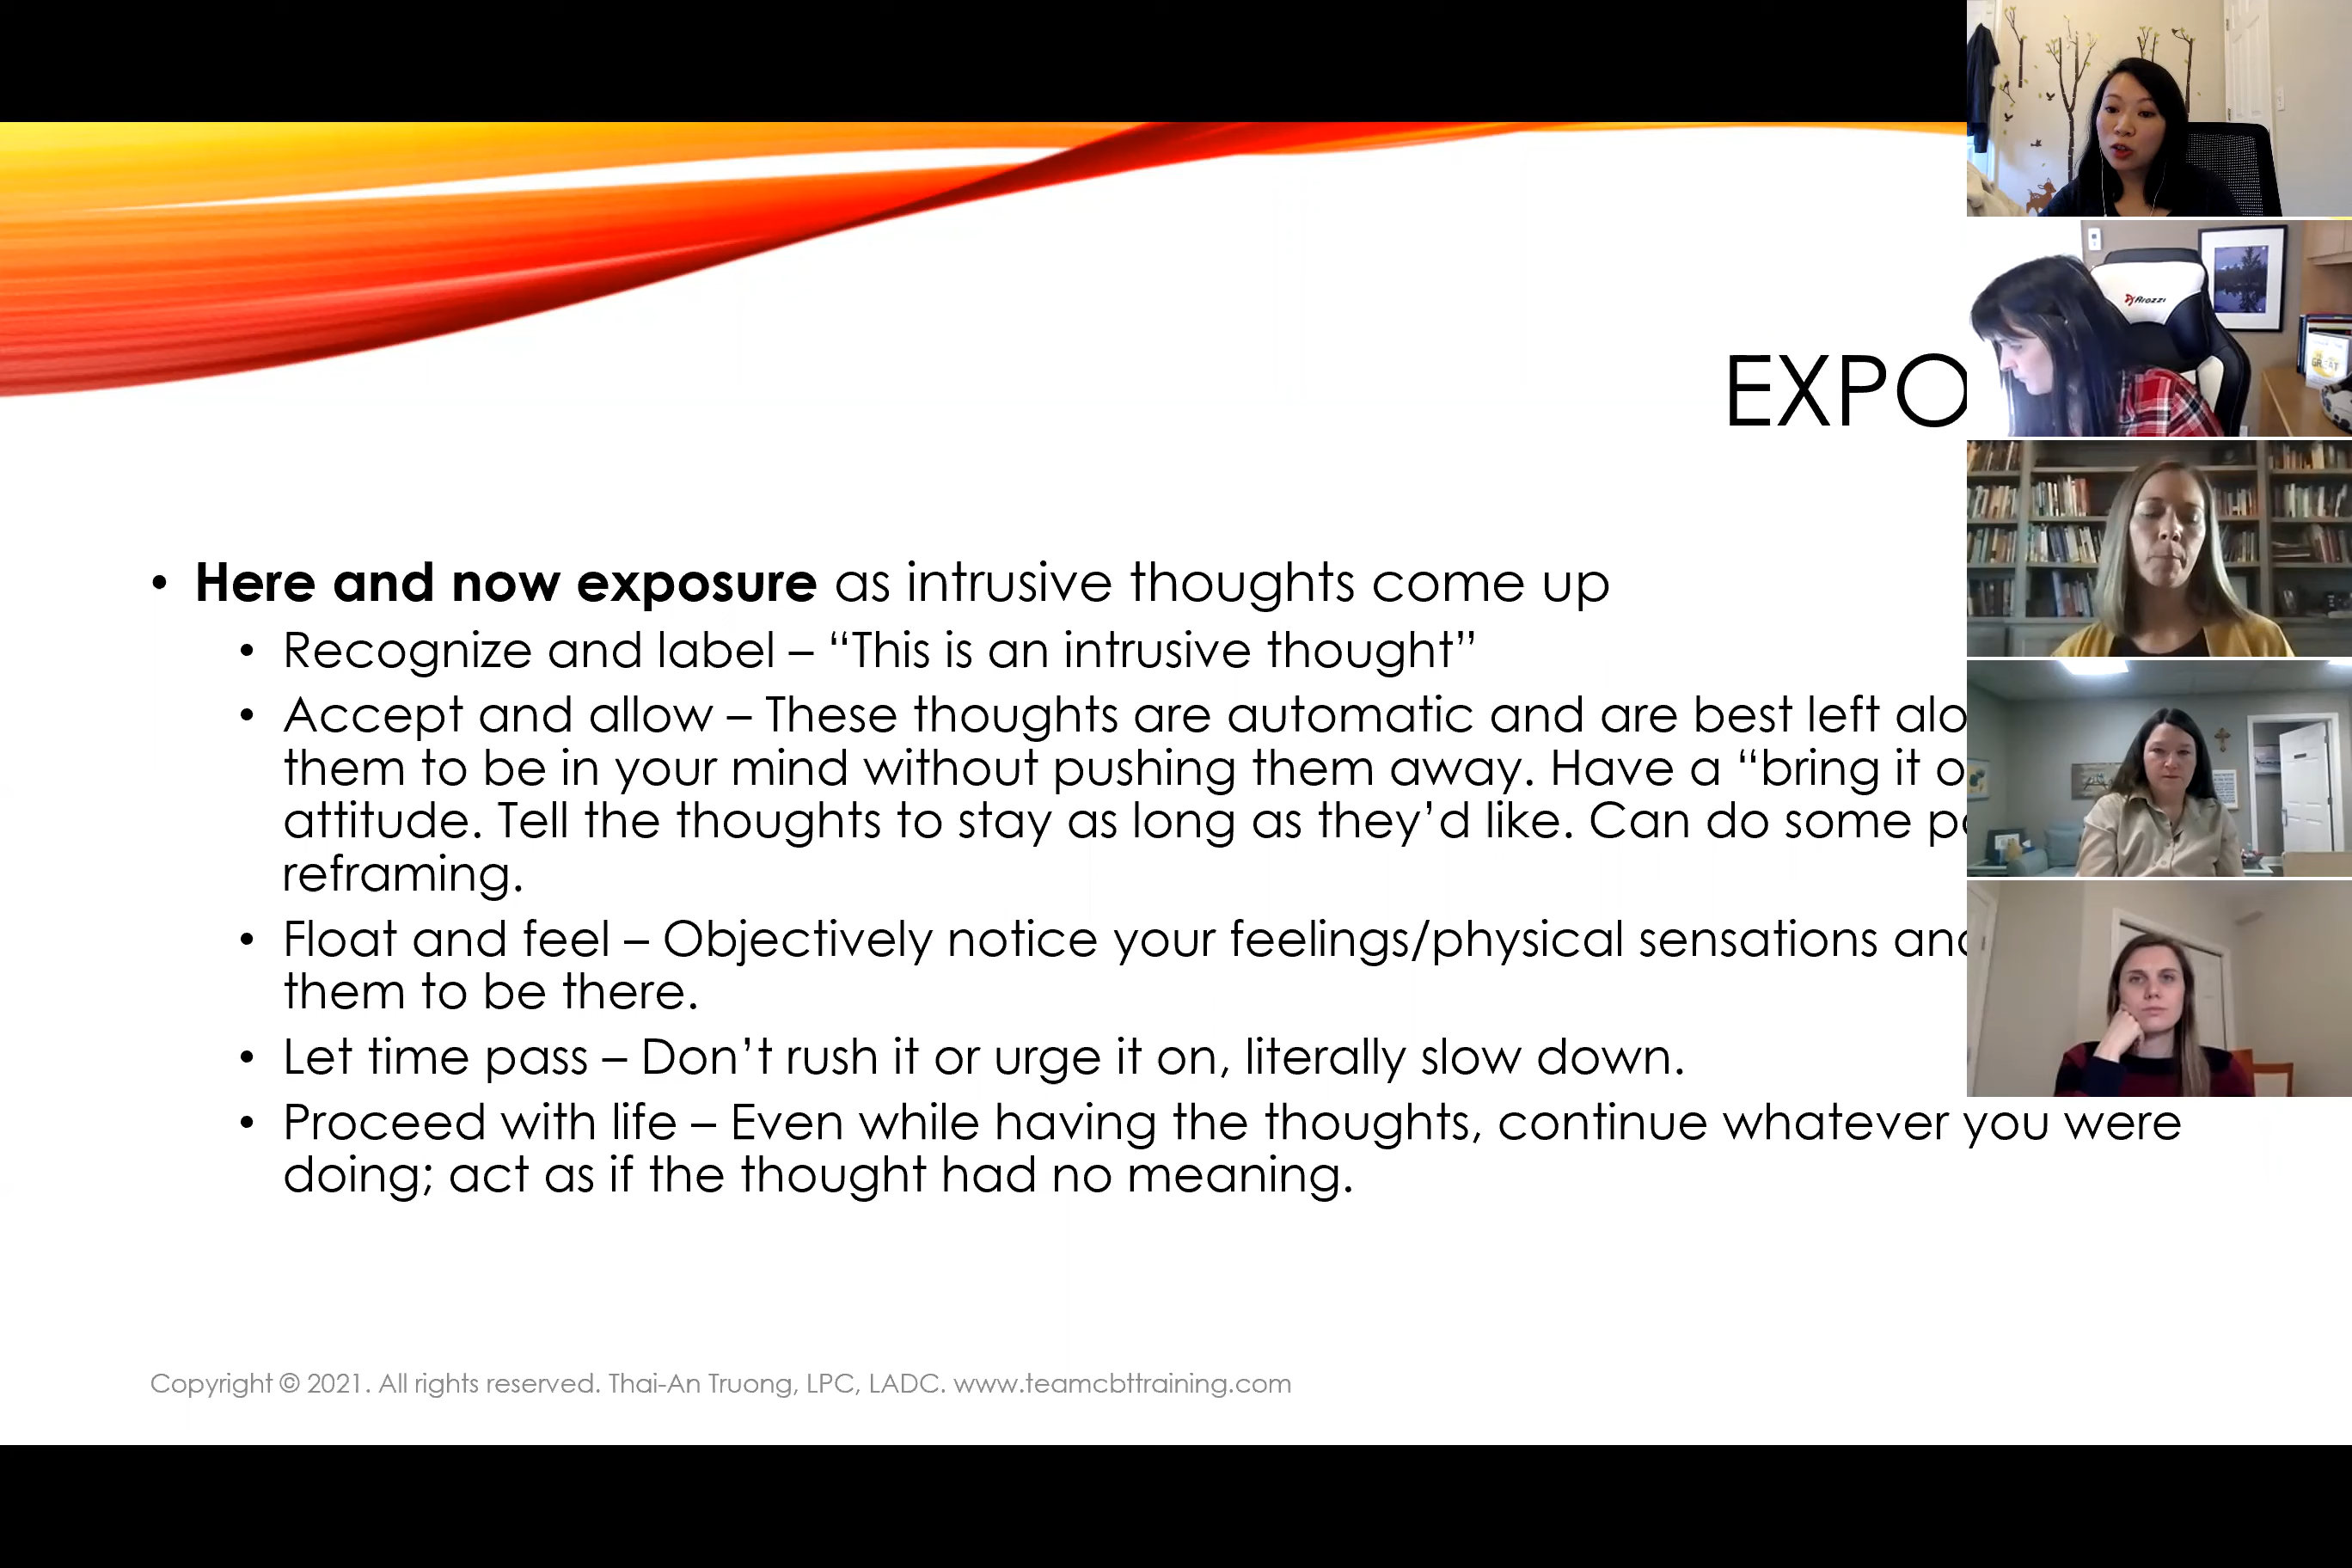 EXPO
• Here and now exposure as intrusive thoughts come up
• Recognize and label – “This is an intrusive thought”
• Accept and allow – These thoughts are automatic and are best left alo
them to be in your mind without pushing them away. Have a “bring it o
attitude. Tell the thoughts to stay as long as they’d like. Can do some
reframing.
• Float and feel – Objectively notice your feelings/physical sensations and
them to be there.
• Let time pass – Don’t rush it or urge it on, literally slow down.
• Proceed with life – Even while having the thoughts, continue whatever you were
doing; act as if the thought had no meaning.
Copyright © 2021. All rights reserved. Thai-An Truong, LPC, LADC. www.teamcbttraining.com
Arozzi
GREAT